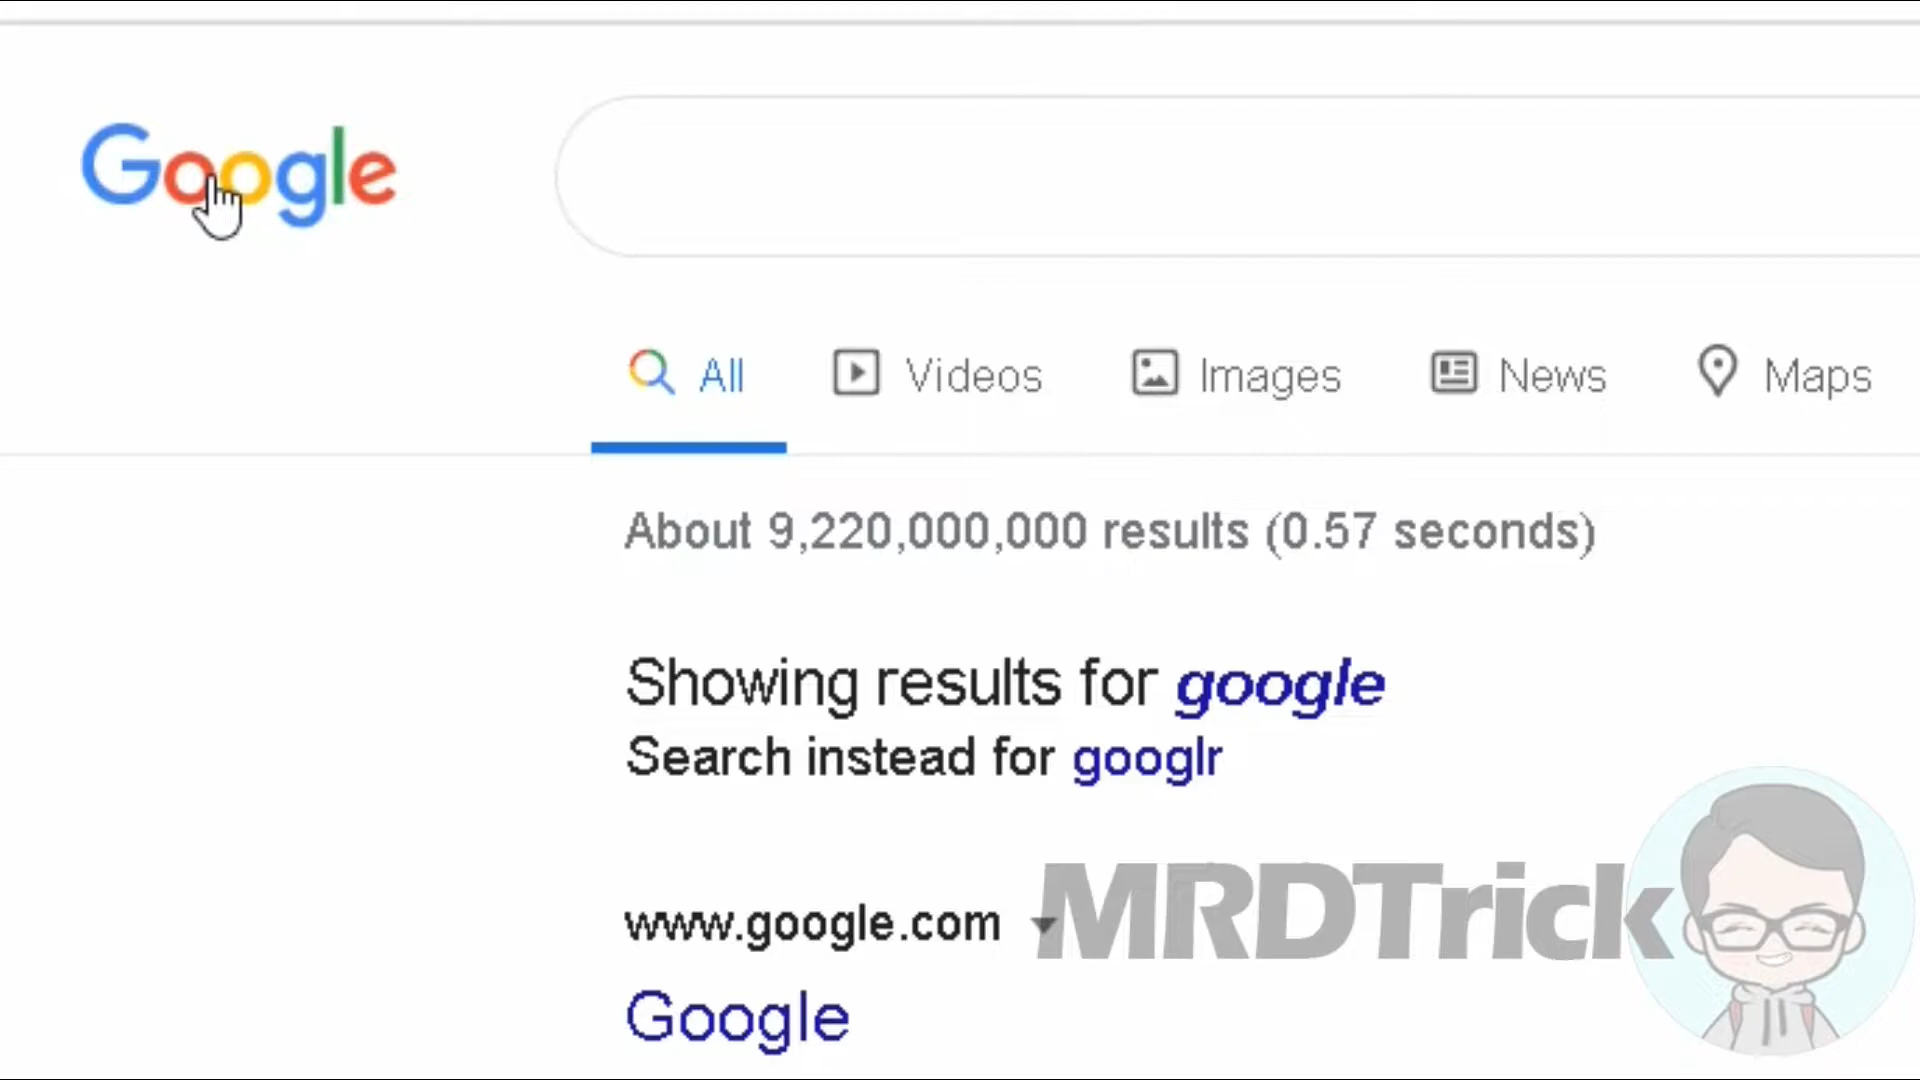 Google
All Videos Images News Maps
About 9,220,000,000 results (0.57 seconds)
Showing results for google
Search instead for googlr
www.google.com
MRDTrick
Google